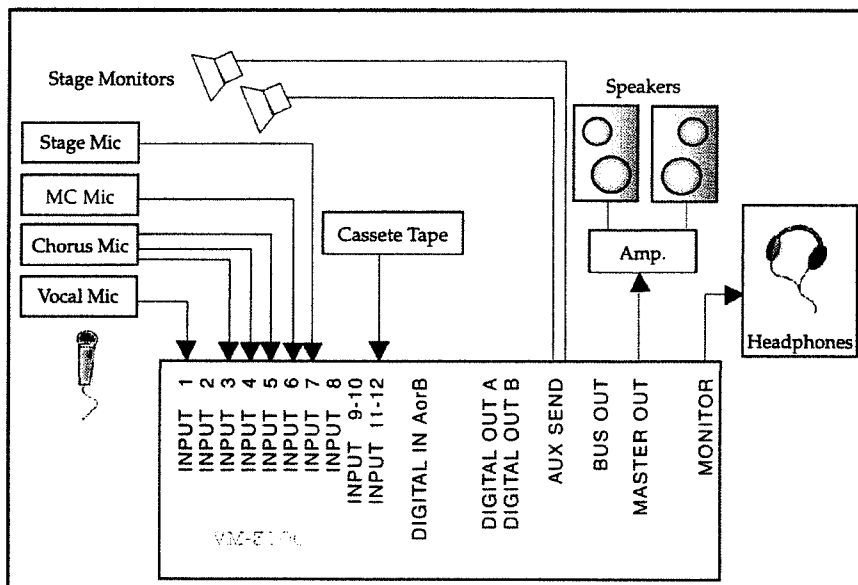 Stage Monitors
Speakers
Stage Mic
MC Mic
Chorus Mic
Vocal Mic
Cassete Tape
Amp.
Headphones
INPUT 1
INPUT 2
INPUT 3
INPUT 4
INPUT 5
INPUT 6
INPUT 7
INPUT 8
INPUT 9-10
INPUT 11-12
DIGITAL IN AorB
DIGITAL OUT A
DIGITAL OUT B
AUX SEND
BUS OUT
MASTER OUT
MONITOR